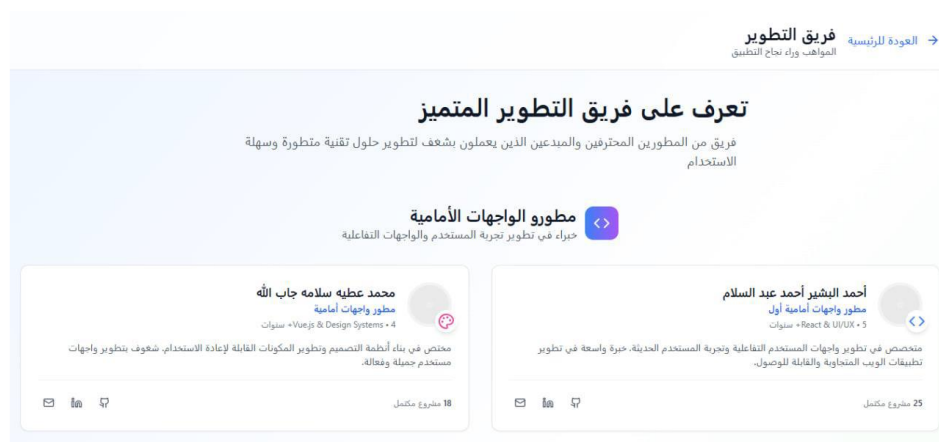 العودة للرئيسية
فريق التطوير
المواهب وراء نجاح التطبيق
تعرف على فريق التطوير المتميز
فريق من المطورين المحترفين والمبدعين الذين يعملون بشغف لتطوير حلول تقنية متطورة وسهلة
الاستخدام
مطورو الواجهات الأمامية
خبراء في تطوير تجربة المستخدم والواجهات التفاعلية
أحمد البشير أحمد عبد السلام
مطور واجهات أمامية أول
React & UI/UX • 5+ سنوات
متخصص في تطوير واجهات المستخدم التفاعلية وتجربة المستخدم الحديثة. خبرة واسعة في تطوير
تطبيقات الويب المتجاوبة والقابلة للوصول.
25 مشروع مكتمل
محمد عطيه سلامه جاب الله
مطور واجهات أمامية
Vue.js & Design Systems • 4+ سنوات
مختص في بناء أنظمة التصميم وتطوير المكونات القابلة لإعادة الاستخدام. شغوف بتطوير واجهات
مستخدم جميلة وفعالة.
18 مشروع مكتمل